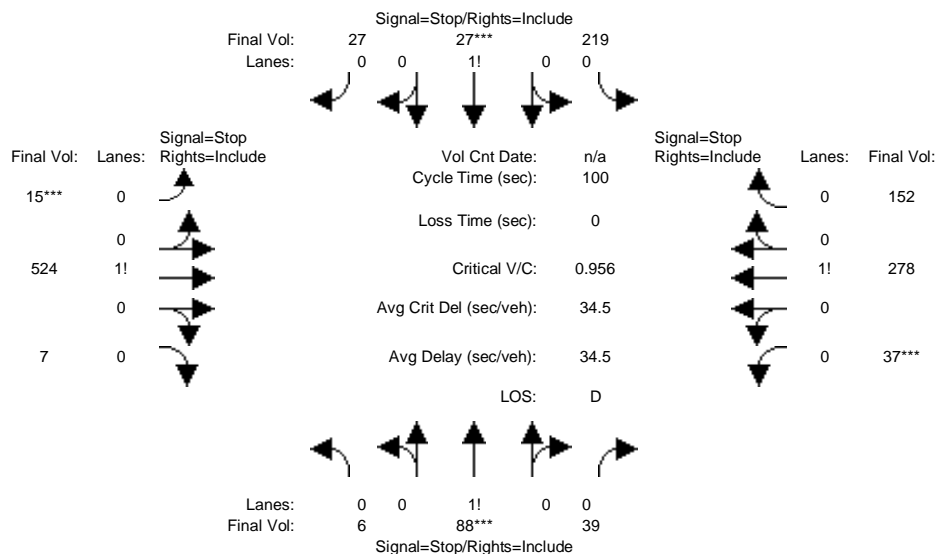 Signal=Stop/Rights=Include
Final Vol: 27 27*** 219
Lanes: 0 0 1! 0 0
Signal=Stop Signal=Stop
Final Vol: Lanes: Rights=Include Vol Cnt Date: n/a Rights=Include Lanes: Final Vol:
Cycle Time (sec): 100
15*** 0 0 152
Loss Time (sec): 0
0 0
524 1! Critical V/C: 0.956 1! 278
0 Avg Crit Del (sec/veh): 34.5 0
7 0 Avg Delay (sec/veh): 34.5 0 37***
LOS: D
Lanes: 0 0 1! 0 0
Final Vol: 6 88*** 39
Signal=Stop/Rights=Include